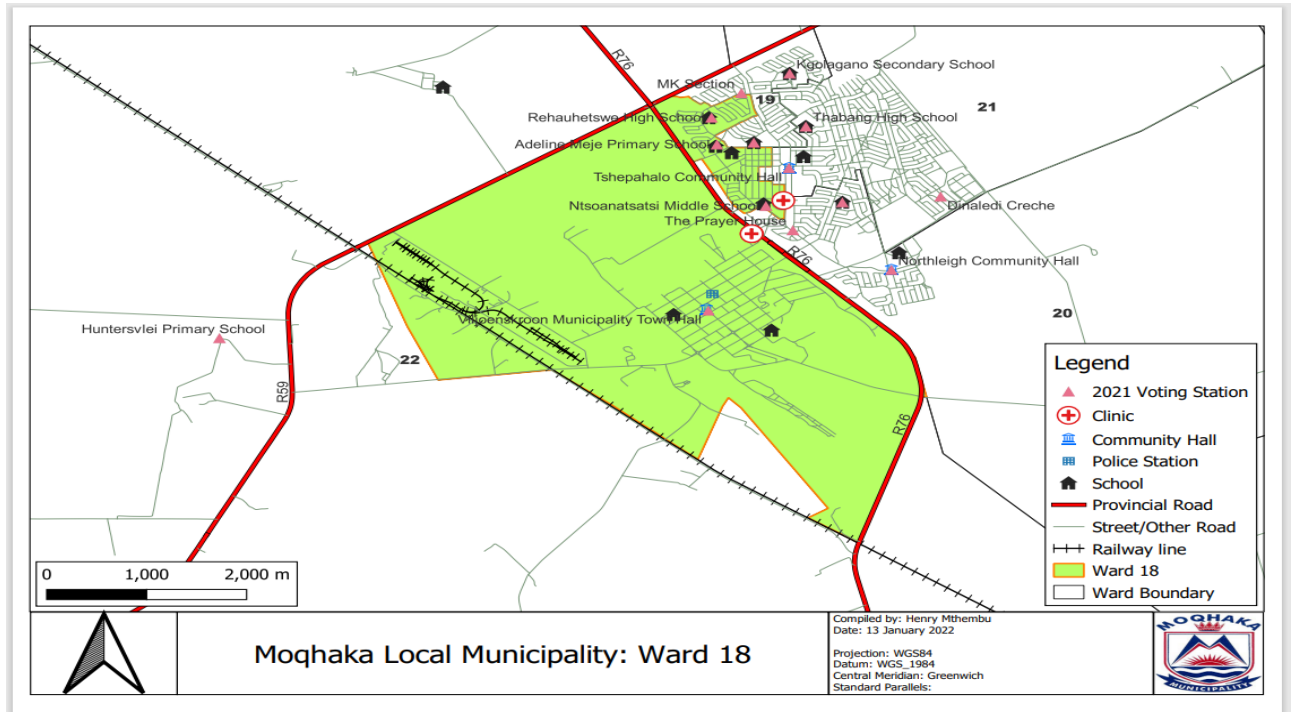 R76
Kgolagano Secondary School
MK Section
19
21
Rehauhetswe High School
Thabang High School
Adeline Meje Primary School
Tshepahalo Community Hall
Ntsoanatsatsi Middle School
Dinaledi Creche
The Prayer House
R76
Northleigh Community Hall
20
Viljoenskroon Municipality Town Hall
Huntersvlei Primary School
22
R59
R76
Legend
2021 Voting Station
Clinic
Community Hall
Police Station
School
Provincial Road
Street/Other Road
Railway line
Ward 18
Ward Boundary
0 1,000 2,000 m
Moqhaka Local Municipality: Ward 18
Compiled by: Henry Mthembu
Date: 13 January 2022
Projection: WGS84
Datum: WGS_1984
Central Meridian: Greenwich
Standard Parallels:
MOQHAKA
MUNICIPALITY